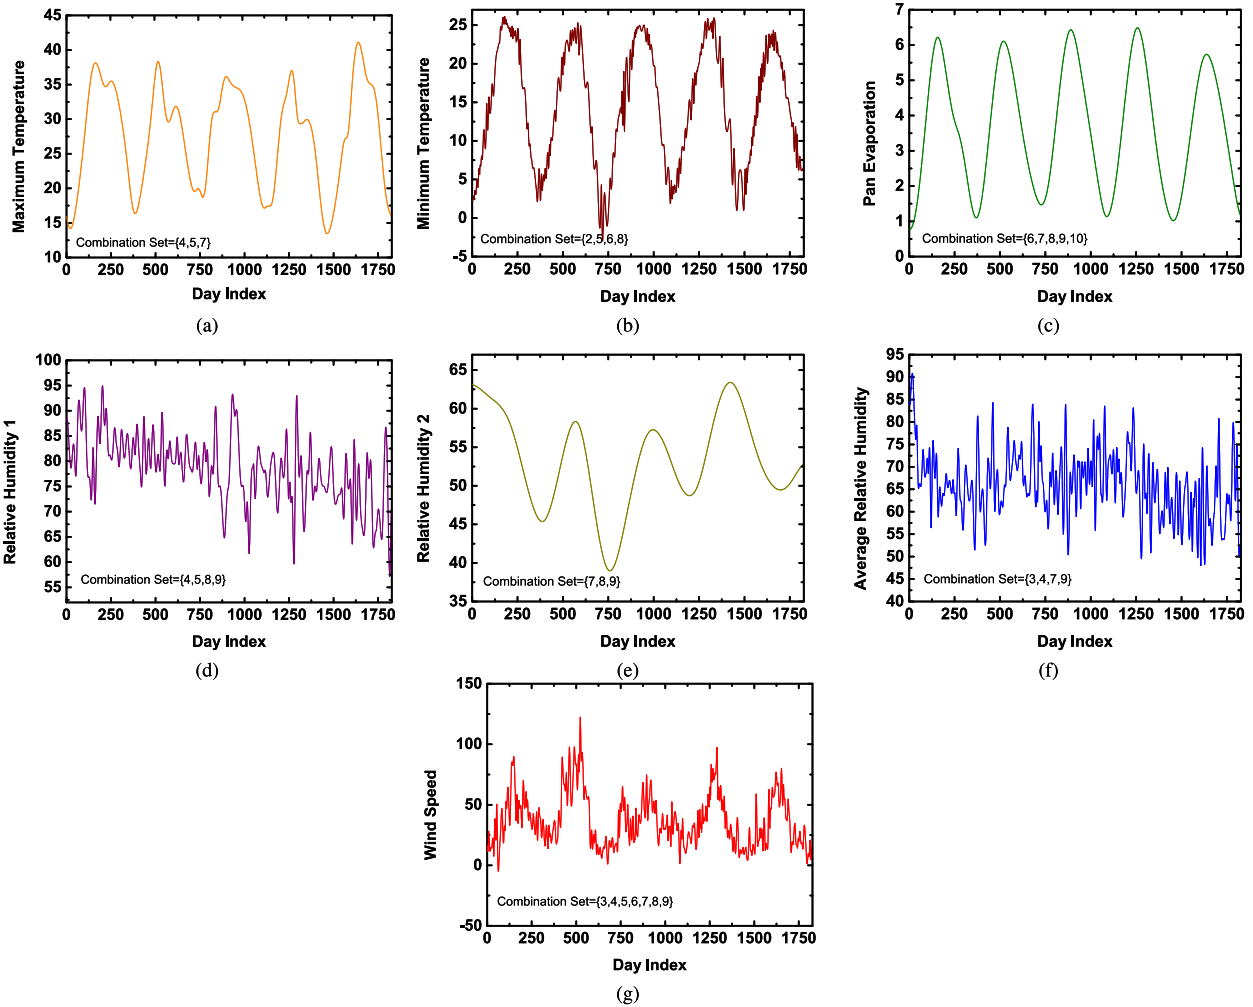 45
40
35
30
25
20
15
10
Maximum Temperature
Combination Set={4,5,7}
0 250 500 750 1000 1250 1500 1750
Day Index
(a)
25
20
15
10
5
0
-5
Minimum Temperature
Combination Set={2,5,6,8}
0 250 500 750 1000 1250 1500 1750
Day Index
(b)
7
6
5
4
3
2
1
0
Pan Evaporation
Combination Set={6,7,8,9,10}
0 250 500 750 1000 1250 1500 1750
Day Index
(c)
100
95
90
85
80
75
70
65
60
55
Relative Humidity 1
Combination Set={4,5,8,9}
0 250 500 750 1000 1250 1500 1750
Day Index
(d)
65
60
55
50
45
40
35
Relative Humidity 2
Combination Set={7,8,9}
0 250 500 750 1000 1250 1500 1750
Day Index
(e)
95
90
85
80
75
70
65
60
55
50
45
40
Average Relative Humidity
Combination Set={3,4,7,9}
0 250 500 750 1000 1250 1500 1750
Day Index
(f)
150
100
50
0
-50
Wind Speed
Combination Set={3,4,5,6,7,8,9}
0 250 500 750 1000 1250 1500 1750
Day Index
(g)